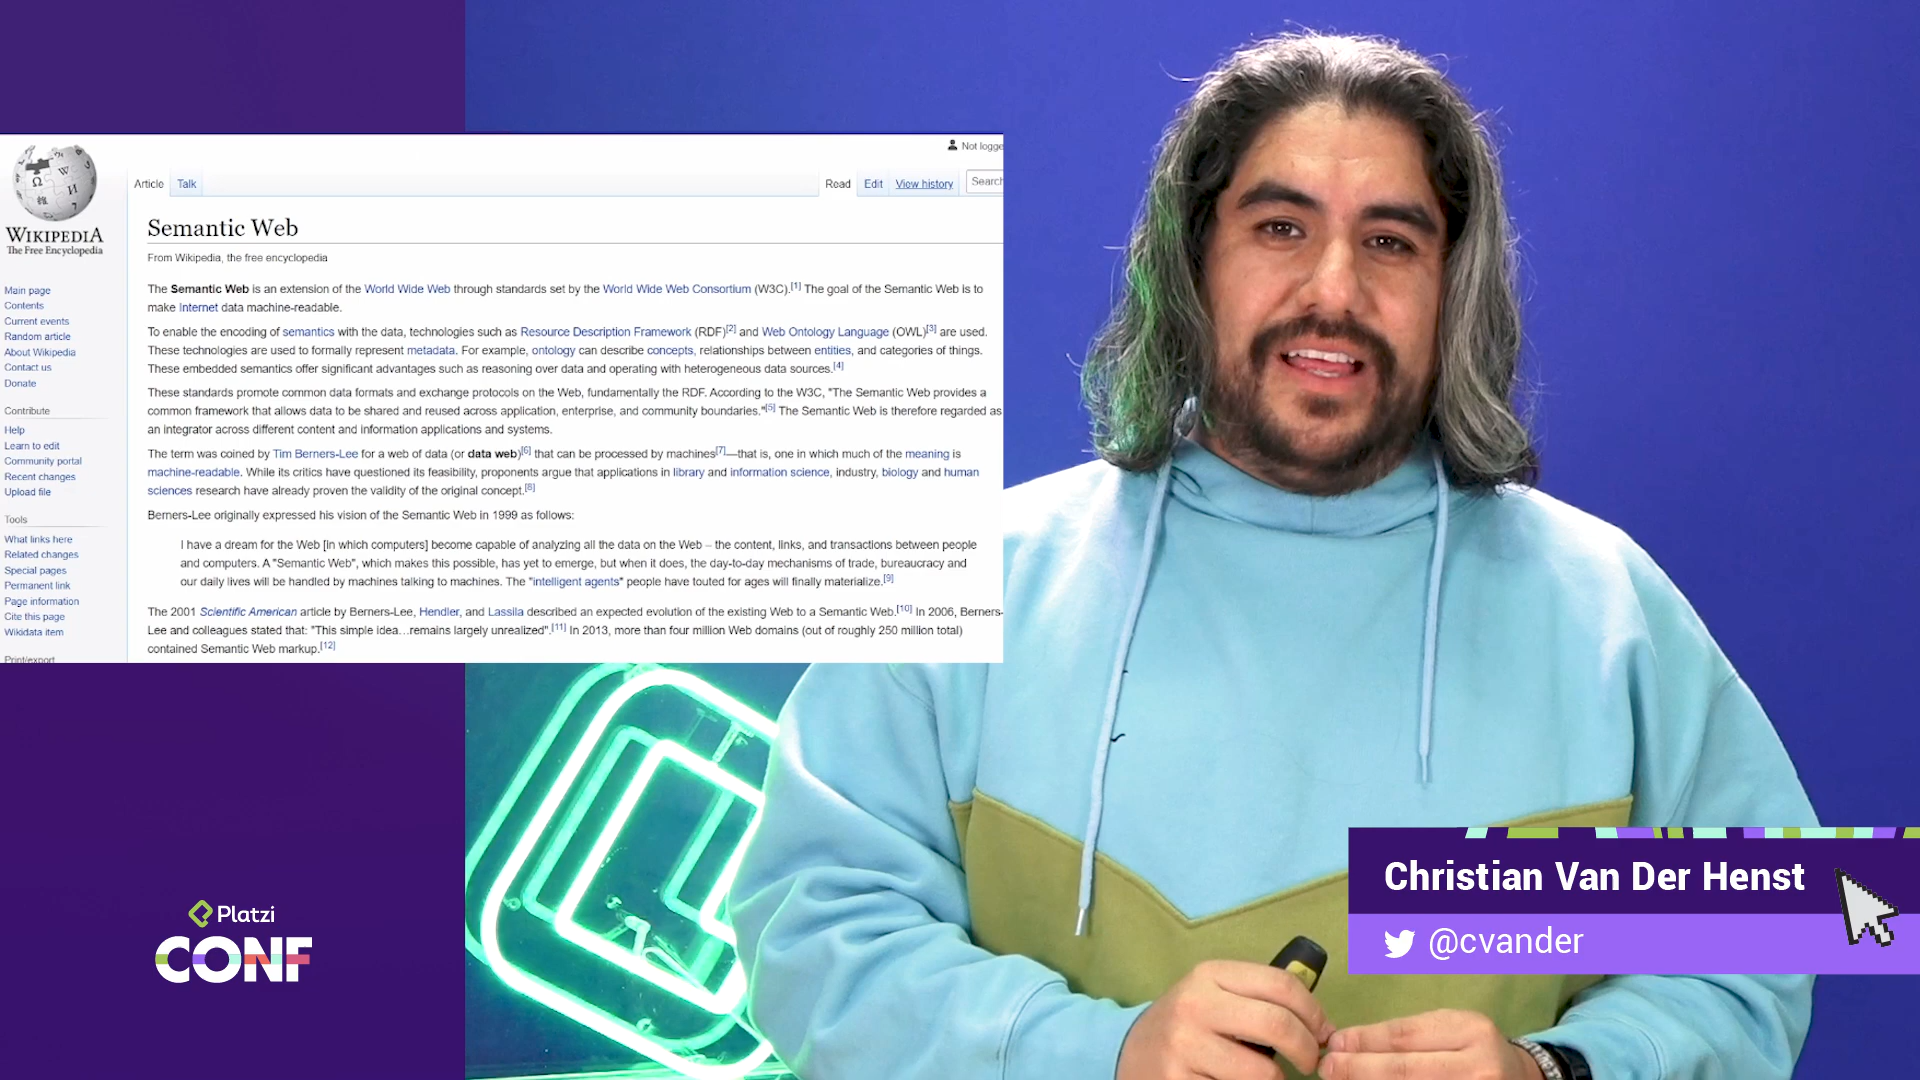 Not logge
Article
Talk
Read
Edit
View history
Search
WIKIPEDIA
The Free Encyclopedia
Main page
Contents
Current events
Random article
About Wikipedia
Contact us
Donate
Contribute
Help
Learn to edit
Community portal
Recent changes
Upload file
Tools
What links here
Related changes
Special pages
Permanent link
Page information
Cite this page
Wikidata item
Print/export
Semantic Web
From Wikipedia, the free encyclopedia
The Semantic Web is an extension of the World Wide Web through standards set by the World Wide Web Consortium (W3C).[1] The goal of the Semantic Web is to
make Internet data machine-readable.
To enable the encoding of semantics with the data, technologies such as Resource Description Framework (RDF)[2] and Web Ontology Language (OWL)[3] are used.
These technologies are used to formally represent metadata. For example, ontology can describe concepts, relationships between entities, and categories of things.
These embedded semantics offer significant advantages such as reasoning over data and operating with heterogeneous data sources.[4]
These standards promote common data formats and exchange protocols on the Web, fundamentally the RDF. According to the W3C, "The Semantic Web provides a
common framework that allows data to be shared and reused across application, enterprise, and community boundaries."[5] The Semantic Web is therefore regarded as
an integrator across different content and information applications and systems.
The term was coined by Tim Berners-Lee for a web of data (or data web)[6] that can be processed by machines[7]—that is, one in which much of the meaning is
machine-readable. While its critics have questioned its feasibility, proponents argue that applications in library and information science, industry, biology and human
sciences research have already proven the validity of the original concept.[8]
Berners-Lee originally expressed his vision of the Semantic Web in 1999 as follows:
I have a dream for the Web [in which computers] become capable of analyzing all the data on the Web – the content, links, and transactions between people
and computers. A "Semantic Web", which makes this possible, has yet to emerge, but when it does, the day-to-day mechanisms of trade, bureaucracy and
our daily lives will be handled by machines talking to machines. The "intelligent agents" people have touted for ages will finally materialize.[9]
The 2001 Scientific American article by Berners-Lee, Hendler, and Lassila described an expected evolution of the existing Web to a Semantic Web.[10] In 2006, Berners-
Lee and colleagues stated that: "This simple idea…remains largely unrealized".[11] In 2013, more than four million Web domains (out of roughly 250 million total)
contained Semantic Web markup.[12]
Platzi
CONF
Christian Van Der Henst
@cvander